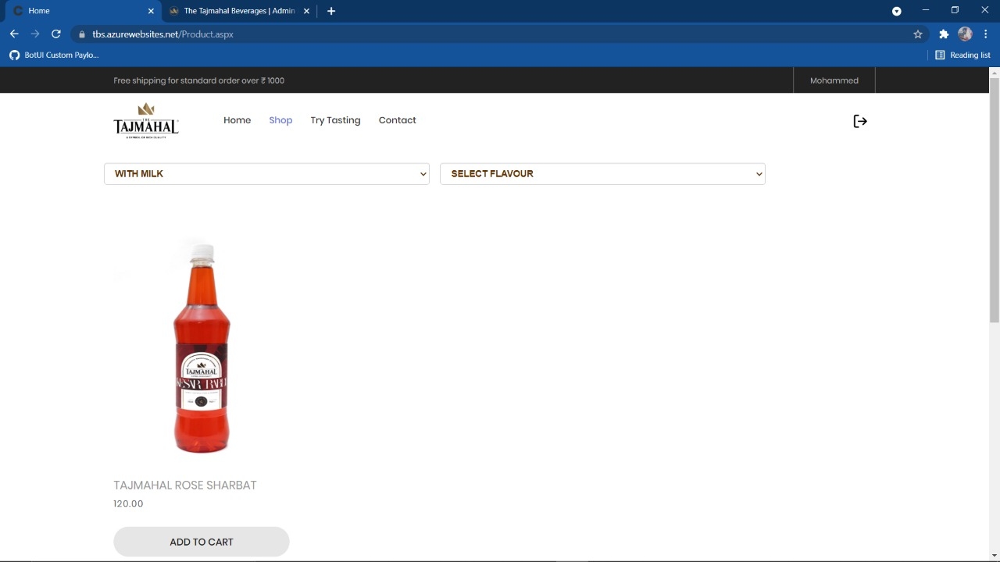 Home
The Tajmahal Beverages | Admin
tbs.azurewebsites.net/Product.aspx
BotUI Custom Paylo...
Reading list
Free shipping for standard order over ₹ 1000
Mohammed
THE
TAJMAHAL
A SYMBOL OF HIGH QUALITY
Home
Shop
Try Tasting
Contact
WITH MILK
SELECT FLAVOUR
TAJMAHAL
TAJMAHAL ROSE SHARBAT
120.00
ADD TO CART